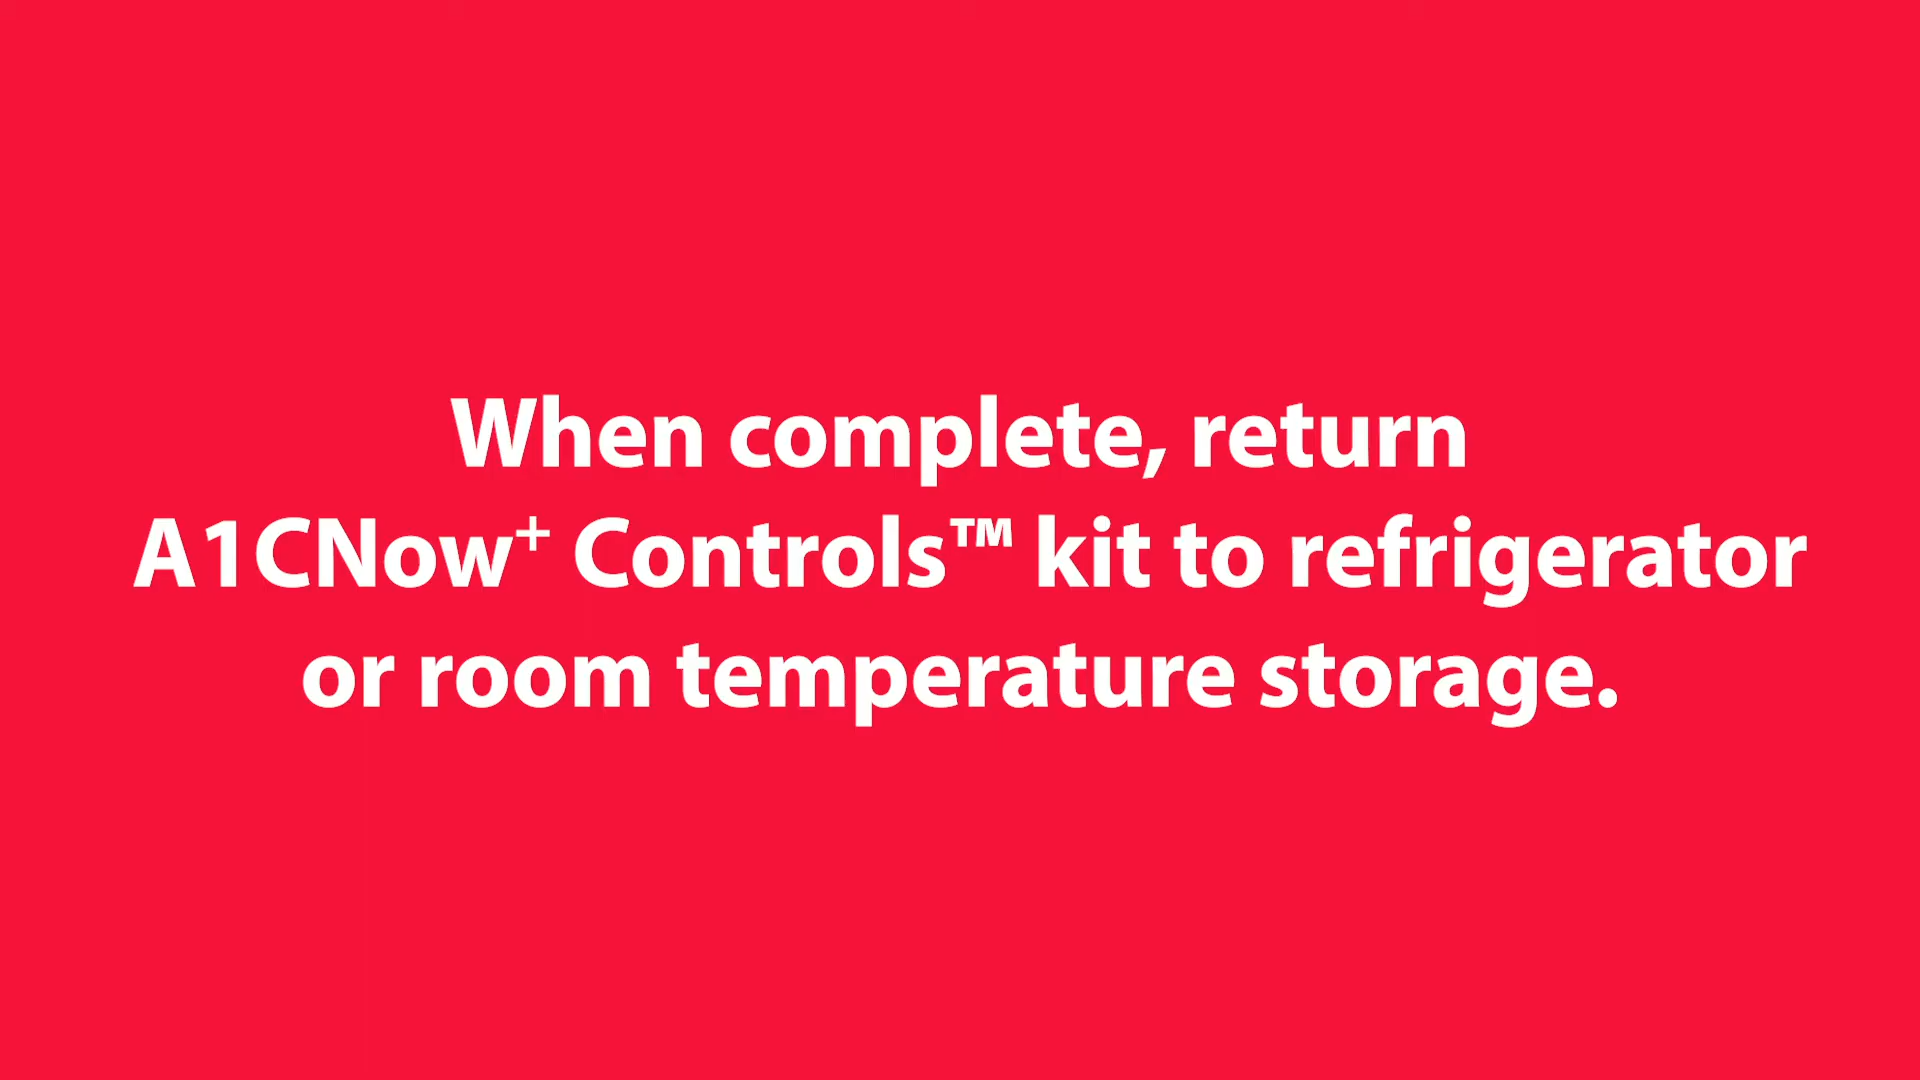 When complete, return
A1CNow⁺ Controls™ kit to refrigerator
or room temperature storage.